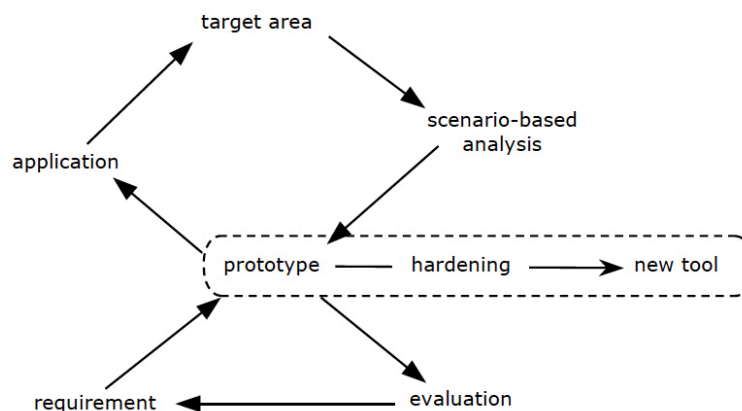 target area
scenario-based
analysis
application
prototype
hardening
new tool
requirement
evaluation